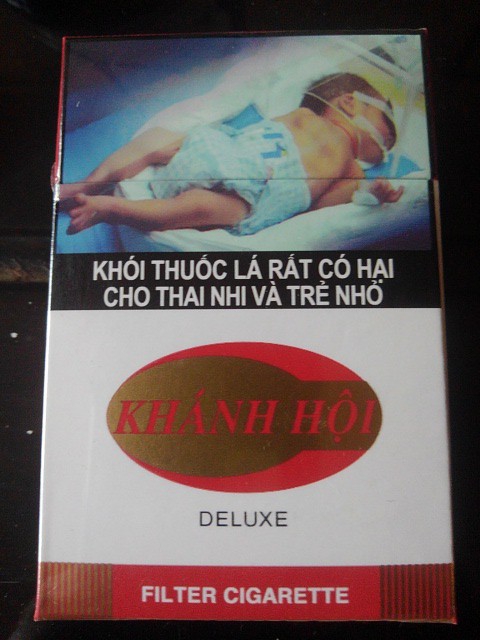 KHÓI THUỐC LÁ RẤT CÓ HẠI
CHO THAI NHI VÀ TRẺ NHỎ
KHÁNH HỘI
DELUXE
FILTER CIGARETTE